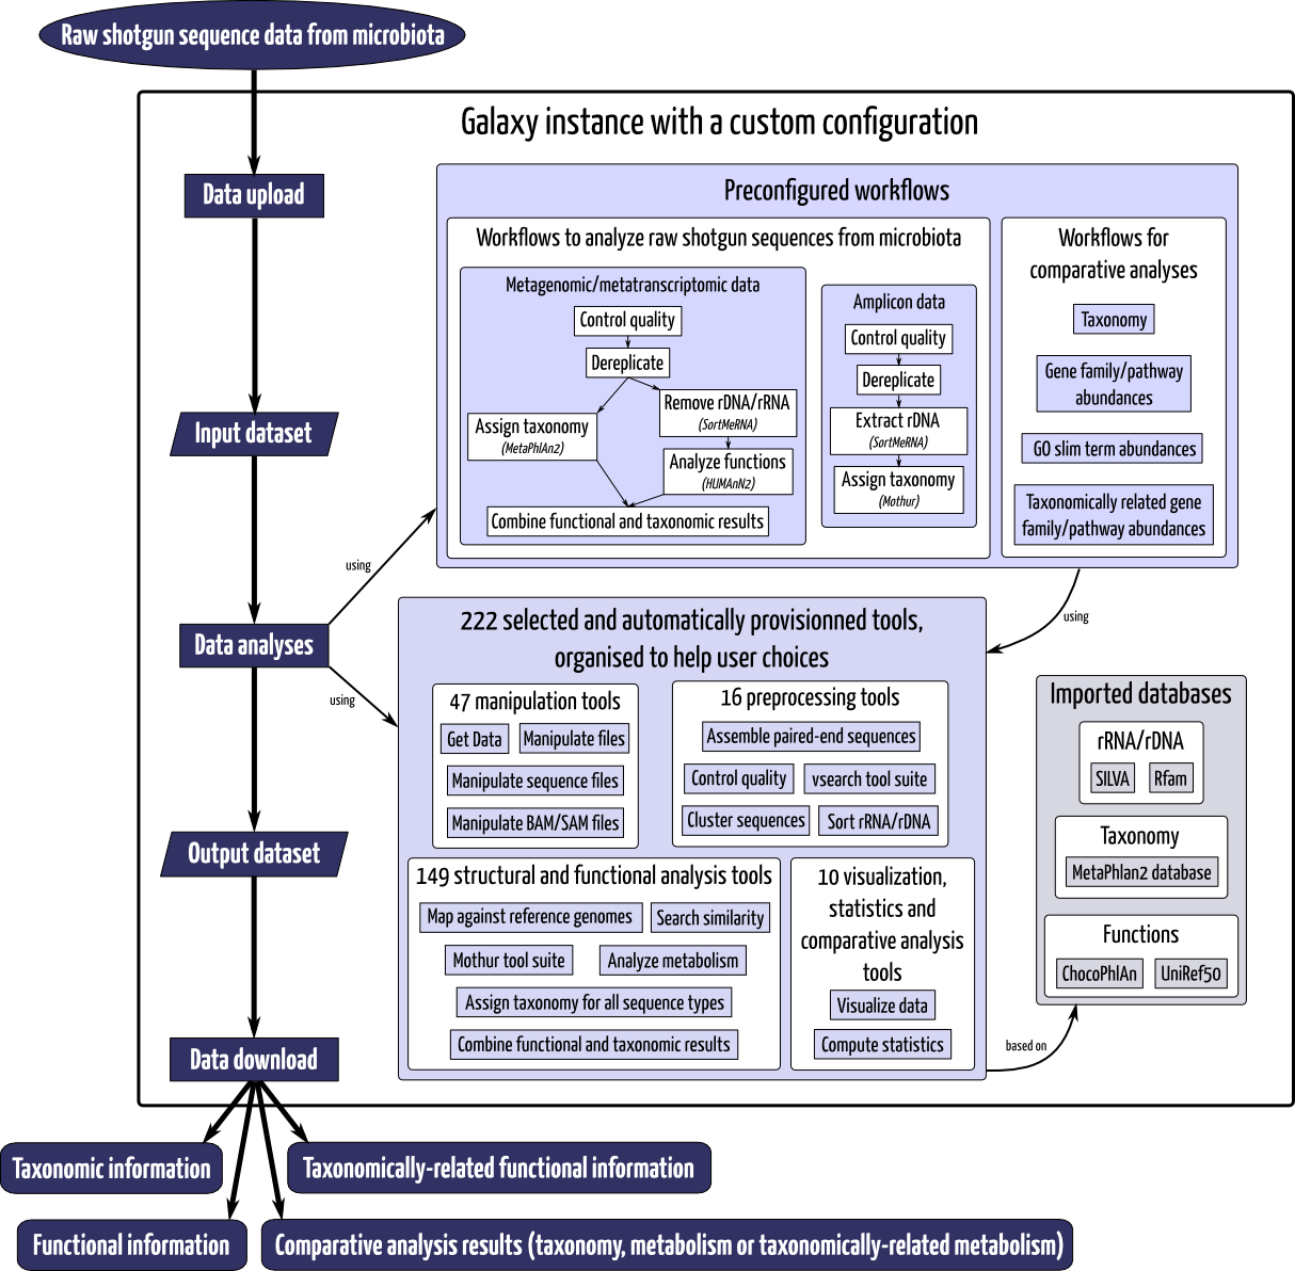 Raw shotgun sequence data from microbiota
Galaxy instance with a custom configuration
Data upload
Input dataset
Data analyses
Output dataset
Data download
using
using
Preconfigured workflows
Workflows to analyze raw shotgun sequences from microbiota
Metagenomic/metatranscriptomic data
Control quality
Dereplicate
Assign taxonomy
(MetaPhlAn2)
Remove rDNA/rRNA
(SortMeRNA)
Analyze functions
(HUMAnN2)
Combine functional and taxonomic results
Amplicon data
Control quality
Dereplicate
Extract rDNA
(SortMeRNA)
Assign taxonomy
(Mothur)
Workflows for
comparative analyses
Taxonomy
Gene family/pathway
abundances
GO slim term abundances
Taxonomically related gene
family/pathway abundances
using
222 selected and automatically provisionned tools,
organised to help user choices
47 manipulation tools
Get Data
Manipulate files
Manipulate sequence files
Manipulate BAM/SAM files
16 preprocessing tools
Assemble paired-end sequences
Control quality
vsearch tool suite
Cluster sequences
Sort rRNA/rDNA
149 structural and functional analysis tools
Map against reference genomes
Search similarity
Mothur tool suite
Analyze metabolism
Assign taxonomy for all sequence types
Combine functional and taxonomic results
10 visualization,
statistics and
comparative analysis
tools
Visualize data
Compute statistics
based on
Imported databases
rRNA/rDNA
SILVA
Rfam
Taxonomy
MetaPhlan2 database
Functions
ChocoPhlAn
UniRef50
Taxonomic information
Taxonomically-related functional information
Functional information
Comparative analysis results (taxonomy, metabolism or taxonomically-related metabolism)